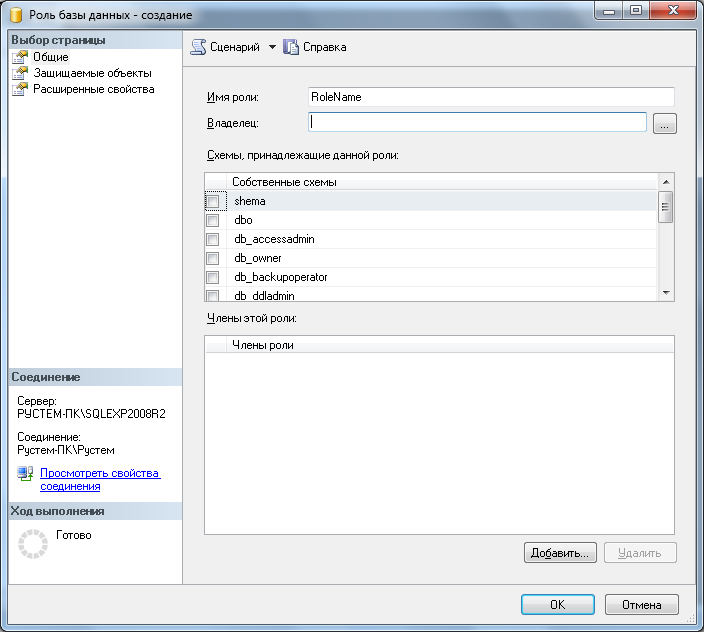 Роль базы данных - создание
Выбор страницы
Общие
Защищаемые объекты
Расширенные свойства
Сценарий
Справка
Имя роли:
RoleName
Владелец:
...
Схемы, принадлежащие данной роли:
Собственные схемы
shema
dbo
db_accessadmin
db_owner
db_backupoperator
db_ddladmin
Члены этой роли:
Члены роли
Соединение
Сервер:
РУСТЕМ-ПК\SQLEXP2008R2
Соединение:
Рустем-ПК\Рустем
Просмотреть свойства
соединения
Ход выполнения
Готово
Добавить...
Удалить
OK
Отмена